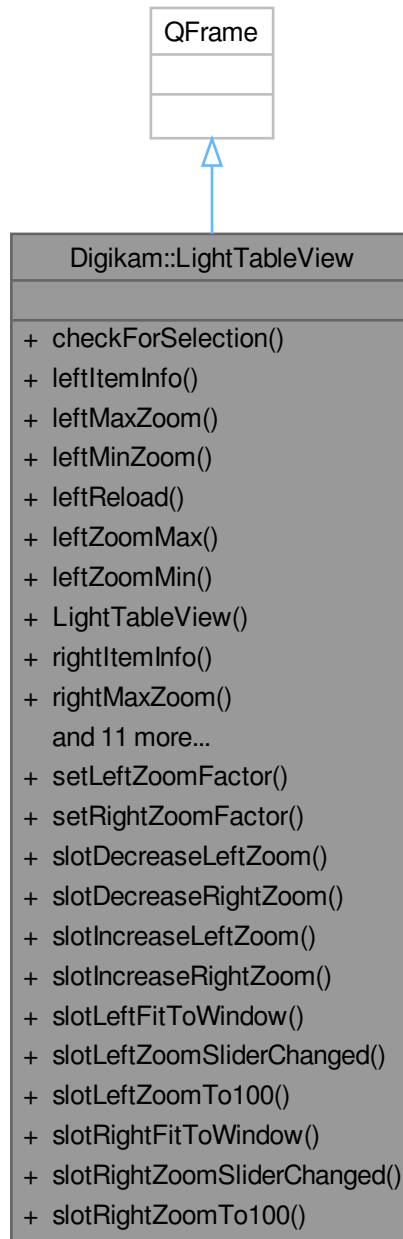 QFrame
Digikam::LightTableView
+ checkForSelection()
+ leftItemInfo()
+ leftMaxZoom()
+ leftMinZoom()
+ leftReload()
+ leftZoomMax()
+ leftZoomMin()
+ LightTableView()
+ rightItemInfo()
+ rightMaxZoom()
and 11 more...
+ setLeftZoomFactor()
+ setRightZoomFactor()
+ slotDecreaseLeftZoom()
+ slotDecreaseRightZoom()
+ slotIncreaseLeftZoom()
+ slotIncreaseRightZoom()
+ slotLeftFitToWindow()
+ slotLeftZoomSliderChanged()
+ slotLeftZoomTo100()
+ slotRightFitToWindow()
+ slotRightZoomSliderChanged()
+ slotRightZoomTo100()